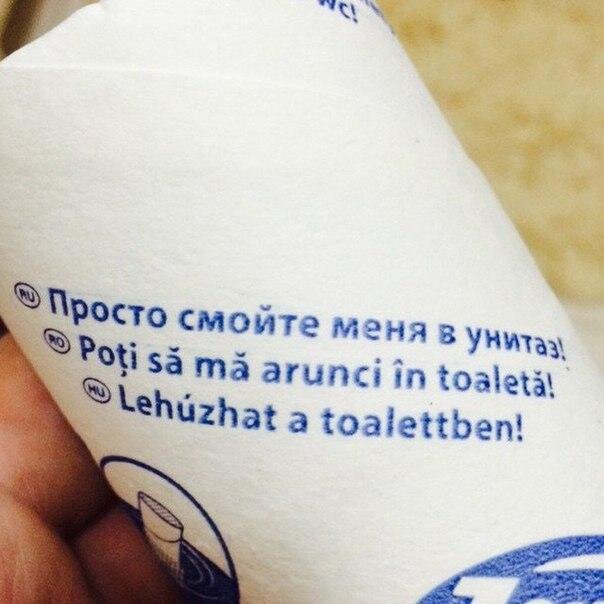 WC!
RU Просто смойте меня в унитаз!
RO Poți să mă arunci în toaletă!
HU Lehúzhat a toalettben!